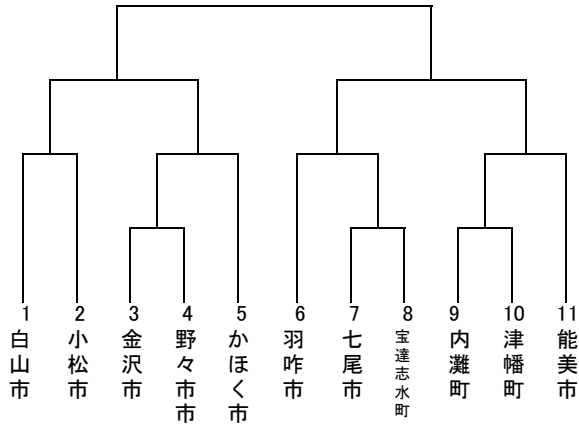 1 白山市
2 小松市
3 金沢市
4 野々市市
5 かほく市
6 羽咋市
7 七尾市
8 宝達志水町
9 内灘町
10 津幡町
11 能美市